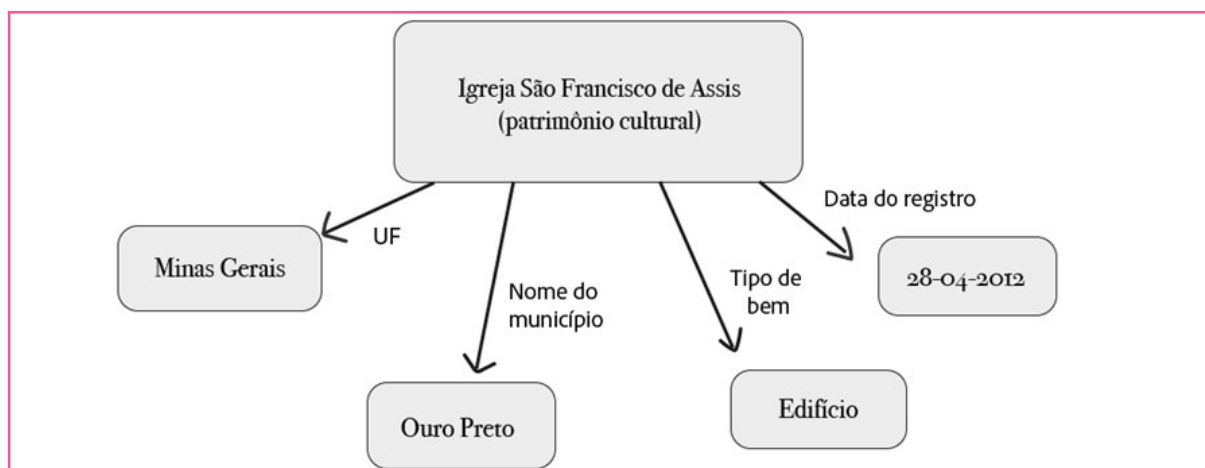 Igreja São Francisco de Assis
(patrimônio cultural)
Data do registro
UF
Minas Gerais
28-04-2012
Nome do
município
Tipo de
bem
Ouro Preto
Edifício